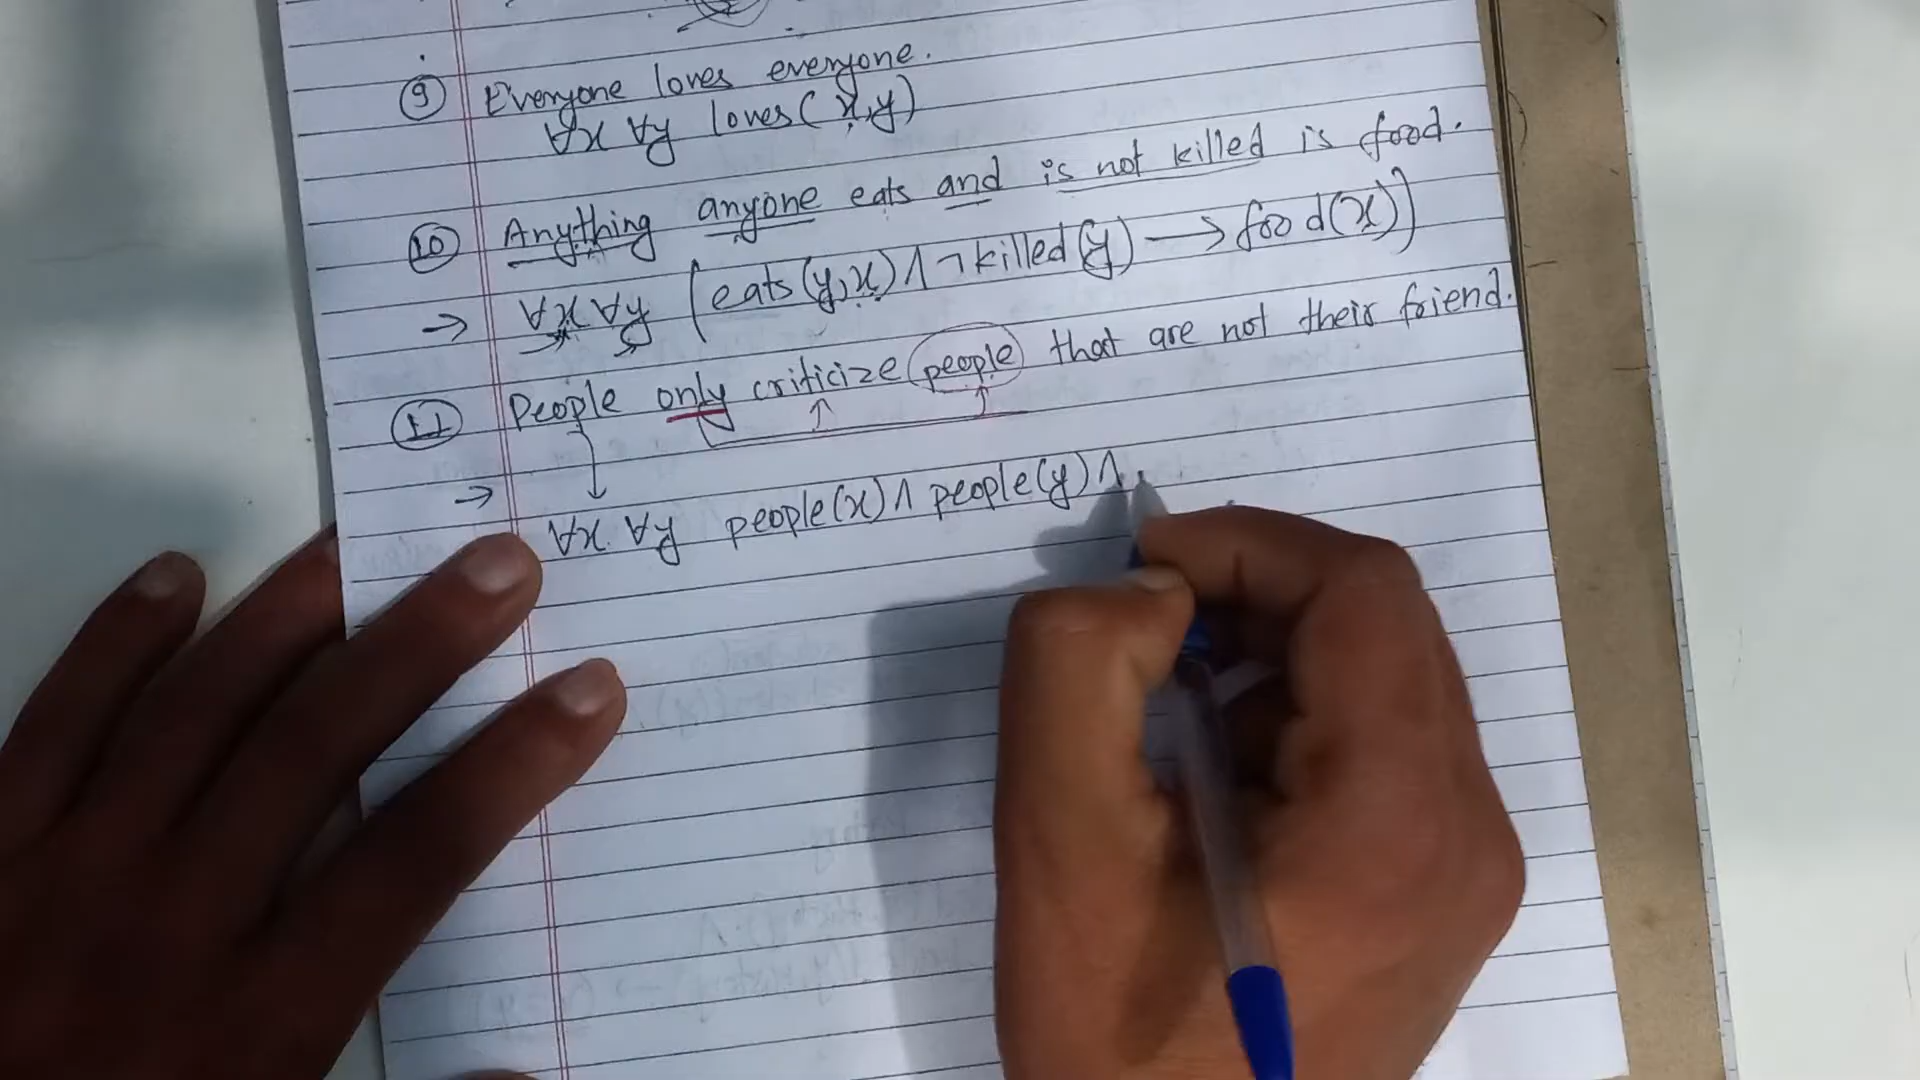 9 Everyone loves everyone.
∀x ∀y loves(x,y)
10 Anything anyone eats and is not killed is food.
→ ∀x ∀y (eats(y,x) ∧ ¬killed(y) → food(x))
11 People only criticize people that are not their friend.
→ ∀x ∀y people(x) ∧ people(y) ∧